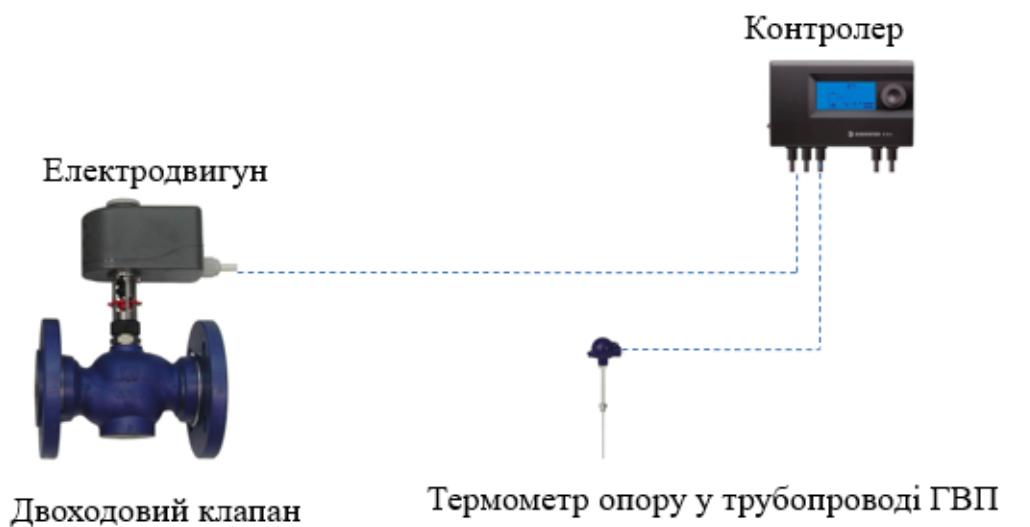 Контролер
Електродвигун
Двоходовий клапан
Термометр опору у трубопроводі ГВП